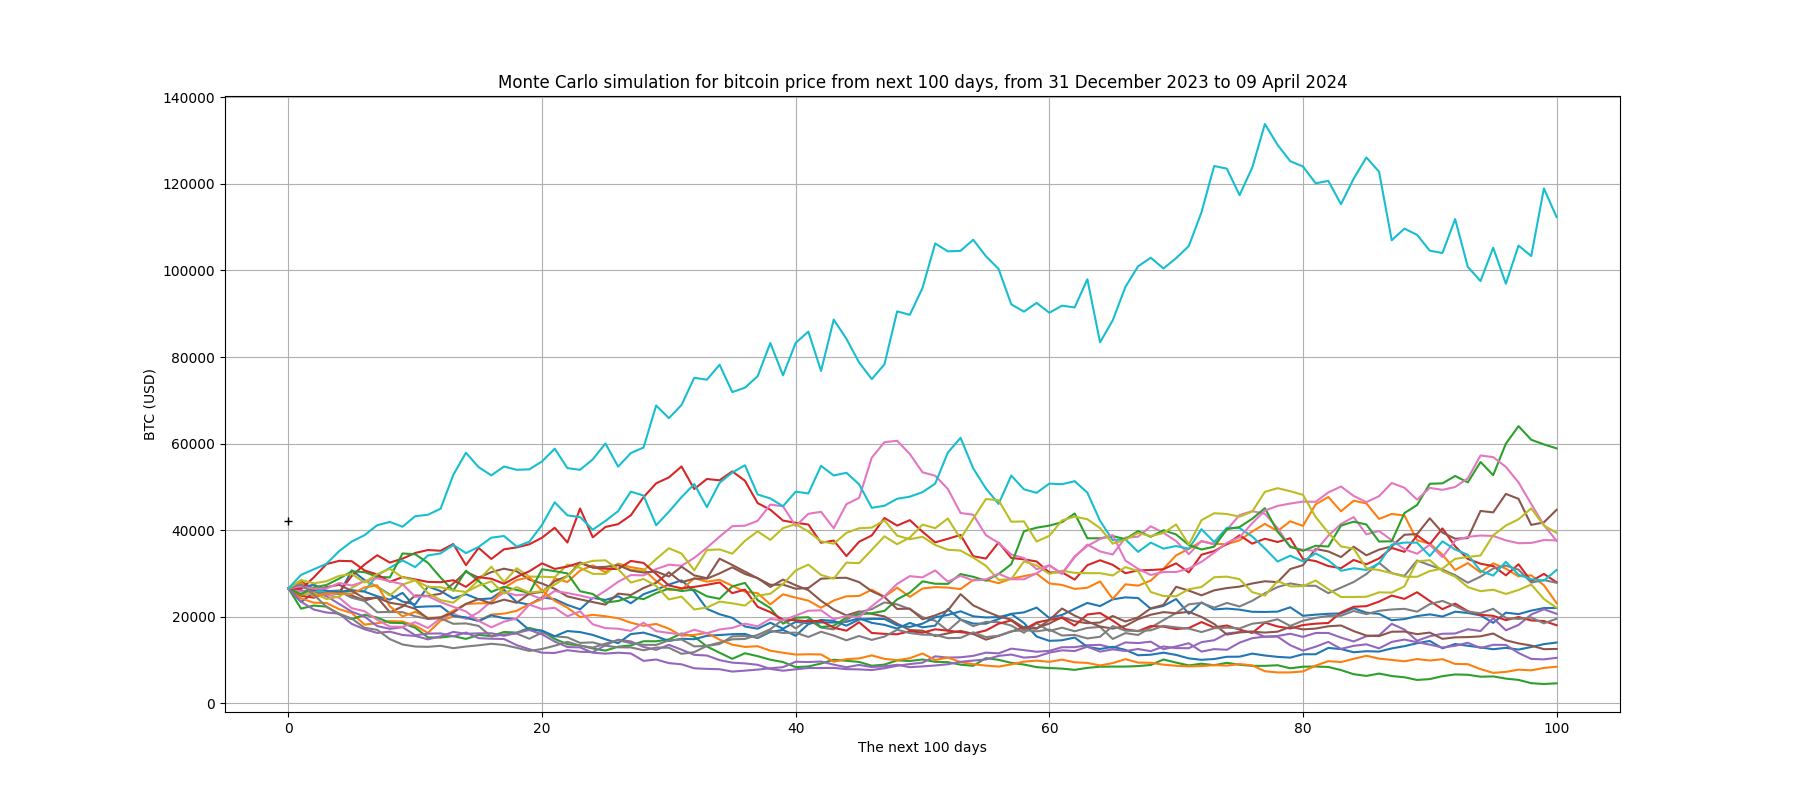 Monte Carlo simulation for bitcoin price from next 100 days, from 31 December 2023 to 09 April 2024
140000
120000
100000
80000
60000
40000
20000
0
BTC (USD)
0 20 40 60 80 100
The next 100 days